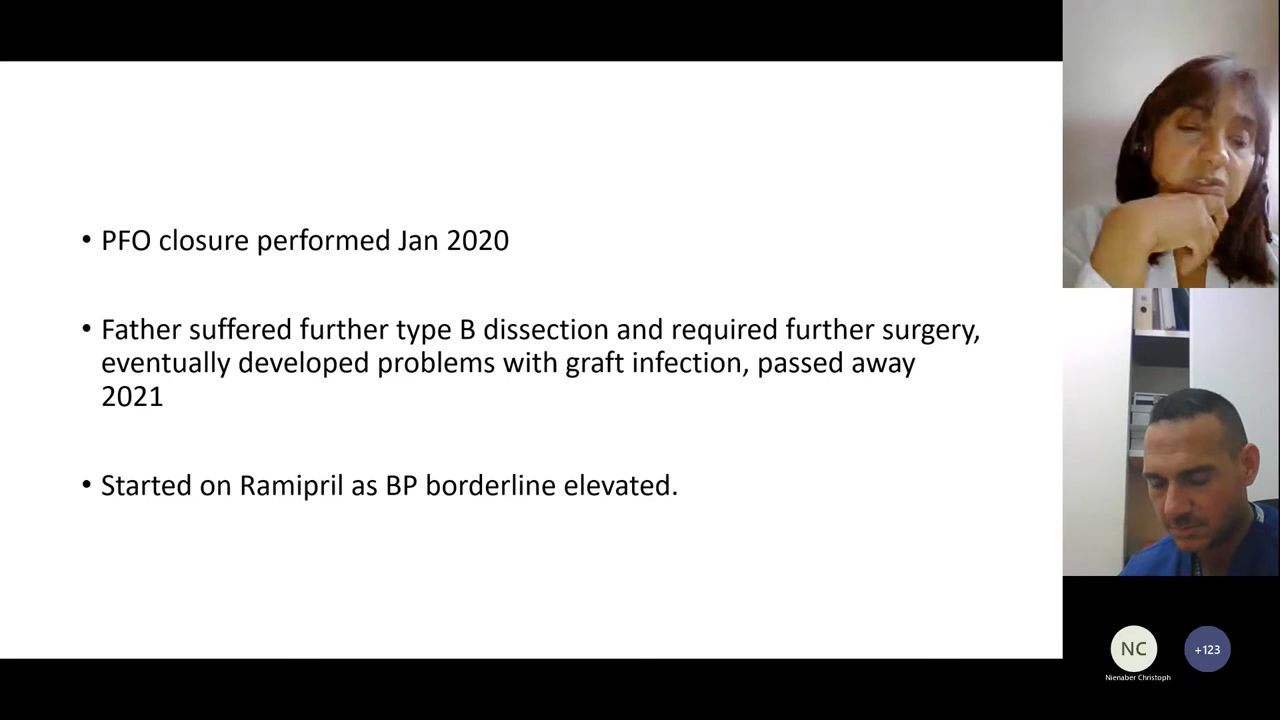 • PFO closure performed Jan 2020
• Father suffered further type B dissection and required further surgery,
eventually developed problems with graft infection, passed away
2021
• Started on Ramipril as BP borderline elevated.
NC
+123
Nienaber Christoph